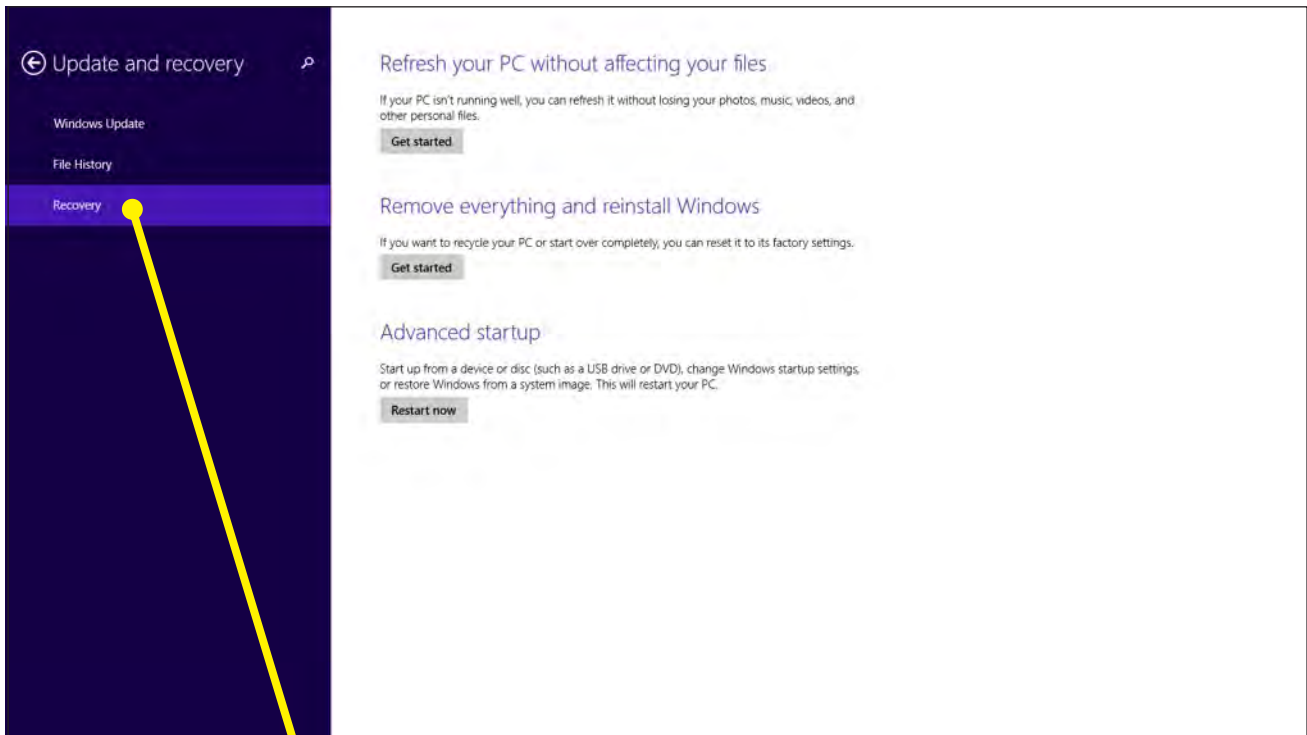 Update and recovery
Windows Update
File History
Recovery
Refresh your PC without affecting your files
If your PC isn't running well, you can refresh it without losing your photos, music, videos, and
other personal files.
Get started
Remove everything and reinstall Windows
If you want to recycle your PC or start over completely, you can reset it to its factory settings.
Get started
Advanced startup
Start up from a device or disc (such as a USB drive or DVD), change Windows startup settings,
or restore Windows from a system image. This will restart your PC.
Restart now